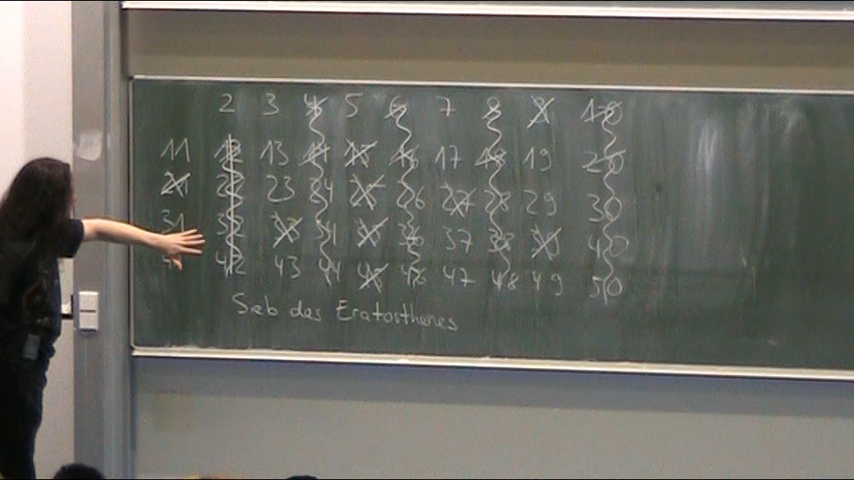 2 3 4 5 6 7 8 9 10
11 12 13 14 15 16 17 18 19 20
21 22 23 24 25 26 27 28 29 30
31 32 33 34 35 36 37 38 39 40
42 43 44 45 46 47 48 49 50
Sieb des Eratosthenes